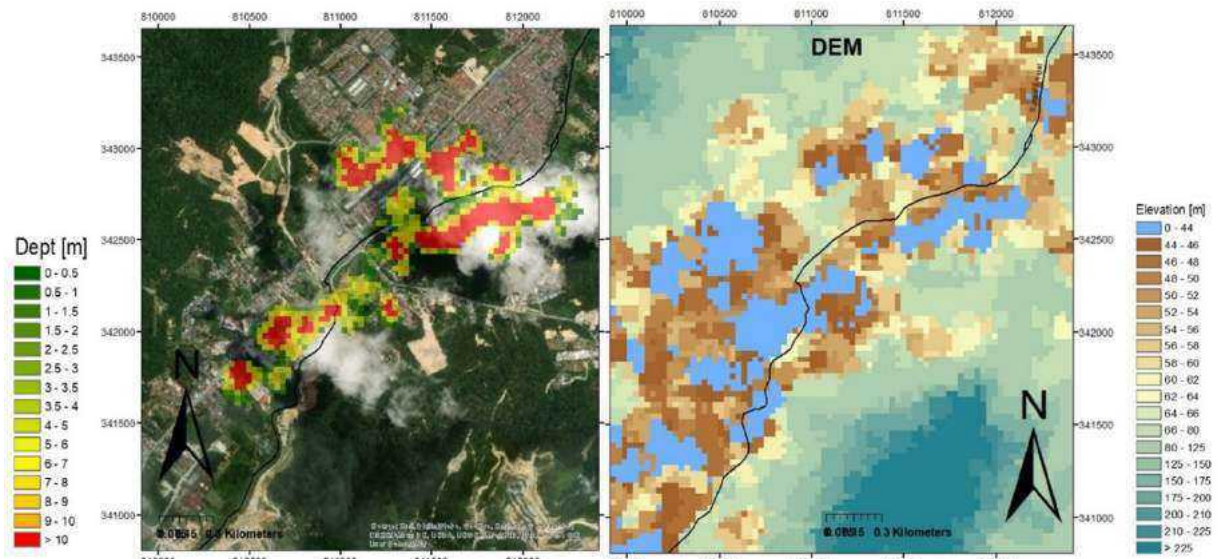 810000 810500 811000 811500 812000
343500
343000
342500
342000
341500
341000
N
Dept [m]
0 - 0.5
0.5 - 1
1 - 1.5
1.5 - 2
2 - 2.5
2.5 - 3
3 - 3.5
3.5 - 4
4 - 5
5 - 6
6 - 7
7 - 8
8 - 9
9 - 10
> 10
0.3 Kilometers
810000 810500 811000 811500 812000
DEM
343500
343000
342500
342000
341500
341000
N
0.3 Kilometers
Elevation [m]
0 - 44
44 - 46
46 - 48
48 - 50
50 - 52
52 - 54
54 - 56
56 - 58
58 - 60
60 - 62
62 - 64
64 - 66
66 - 80
80 - 125
125 - 150
150 - 175
175 - 200
200 - 210
210 - 225
> 225